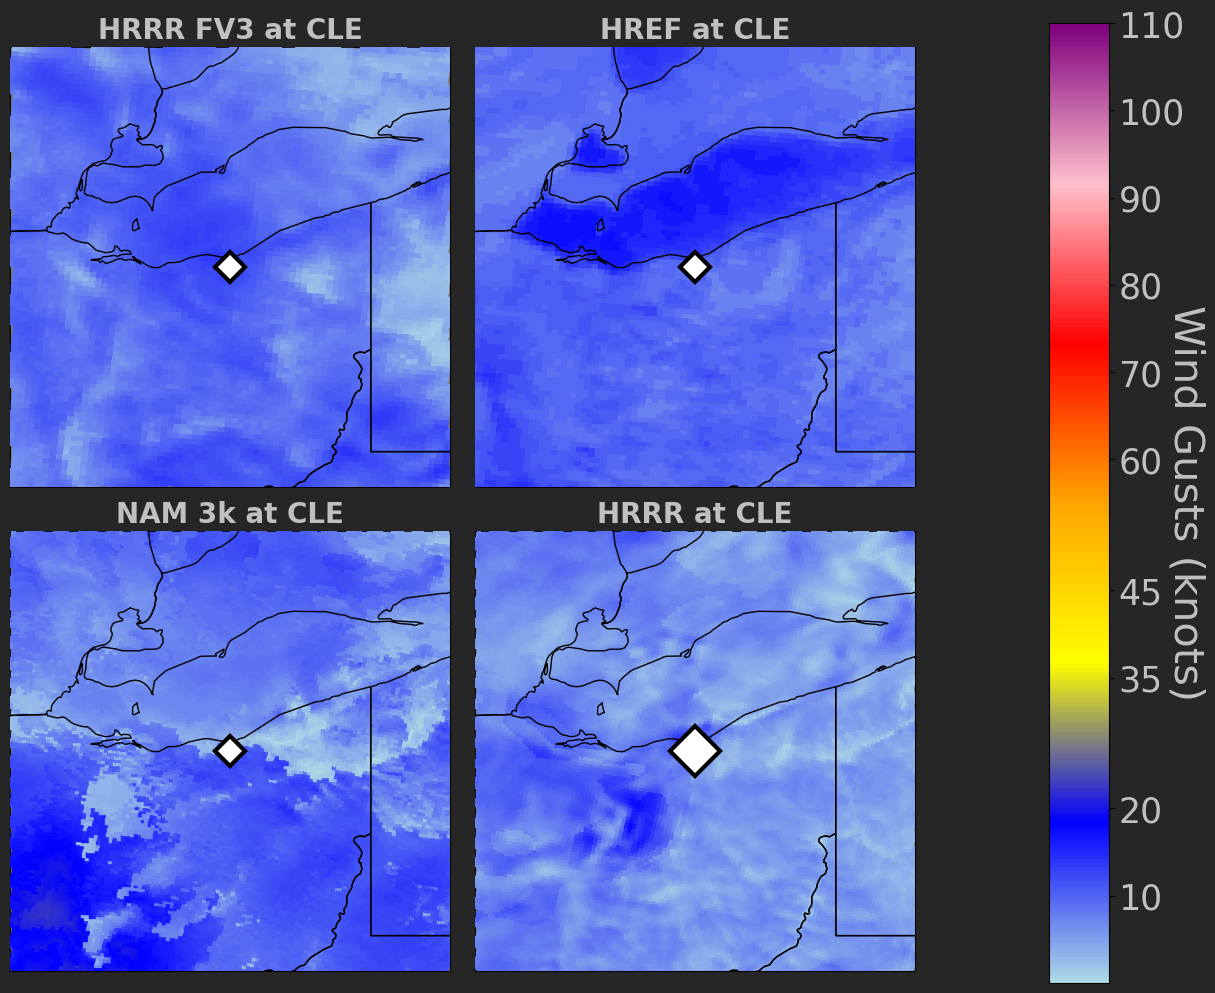 HRRR FV3 at CLE
HREF at CLE
NAM 3k at CLE
HRRR at CLE
110
100
90
80
70
60
45
35
20
10
Wind Gusts (knots)